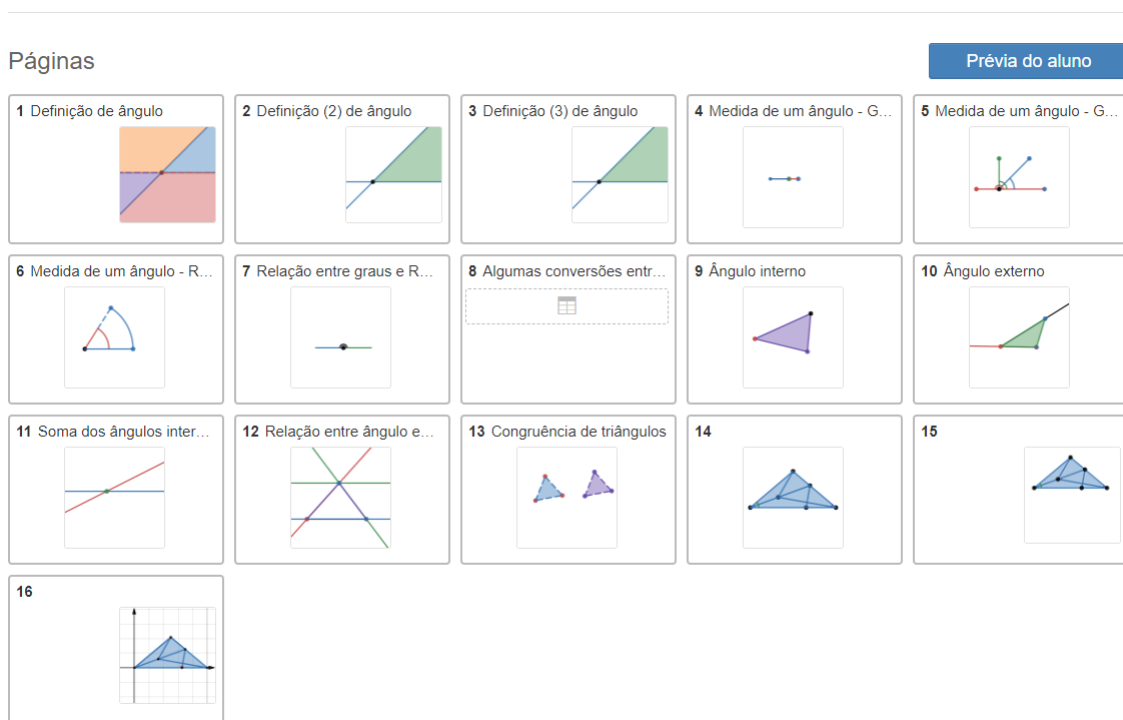 Páginas
Prévia do aluno
1 Definição de ângulo
2 Definição (2) de ângulo
3 Definição (3) de ângulo
4 Medida de um ângulo - G...
5 Medida de um ângulo - G...
6 Medida de um ângulo - R...
7 Relação entre graus e R...
8 Algumas conversões entr...
9 Ângulo interno
10 Ângulo externo
11 Soma dos ângulos inter...
12 Relação entre ângulo e...
13 Congruência de triângulos
14
15
16